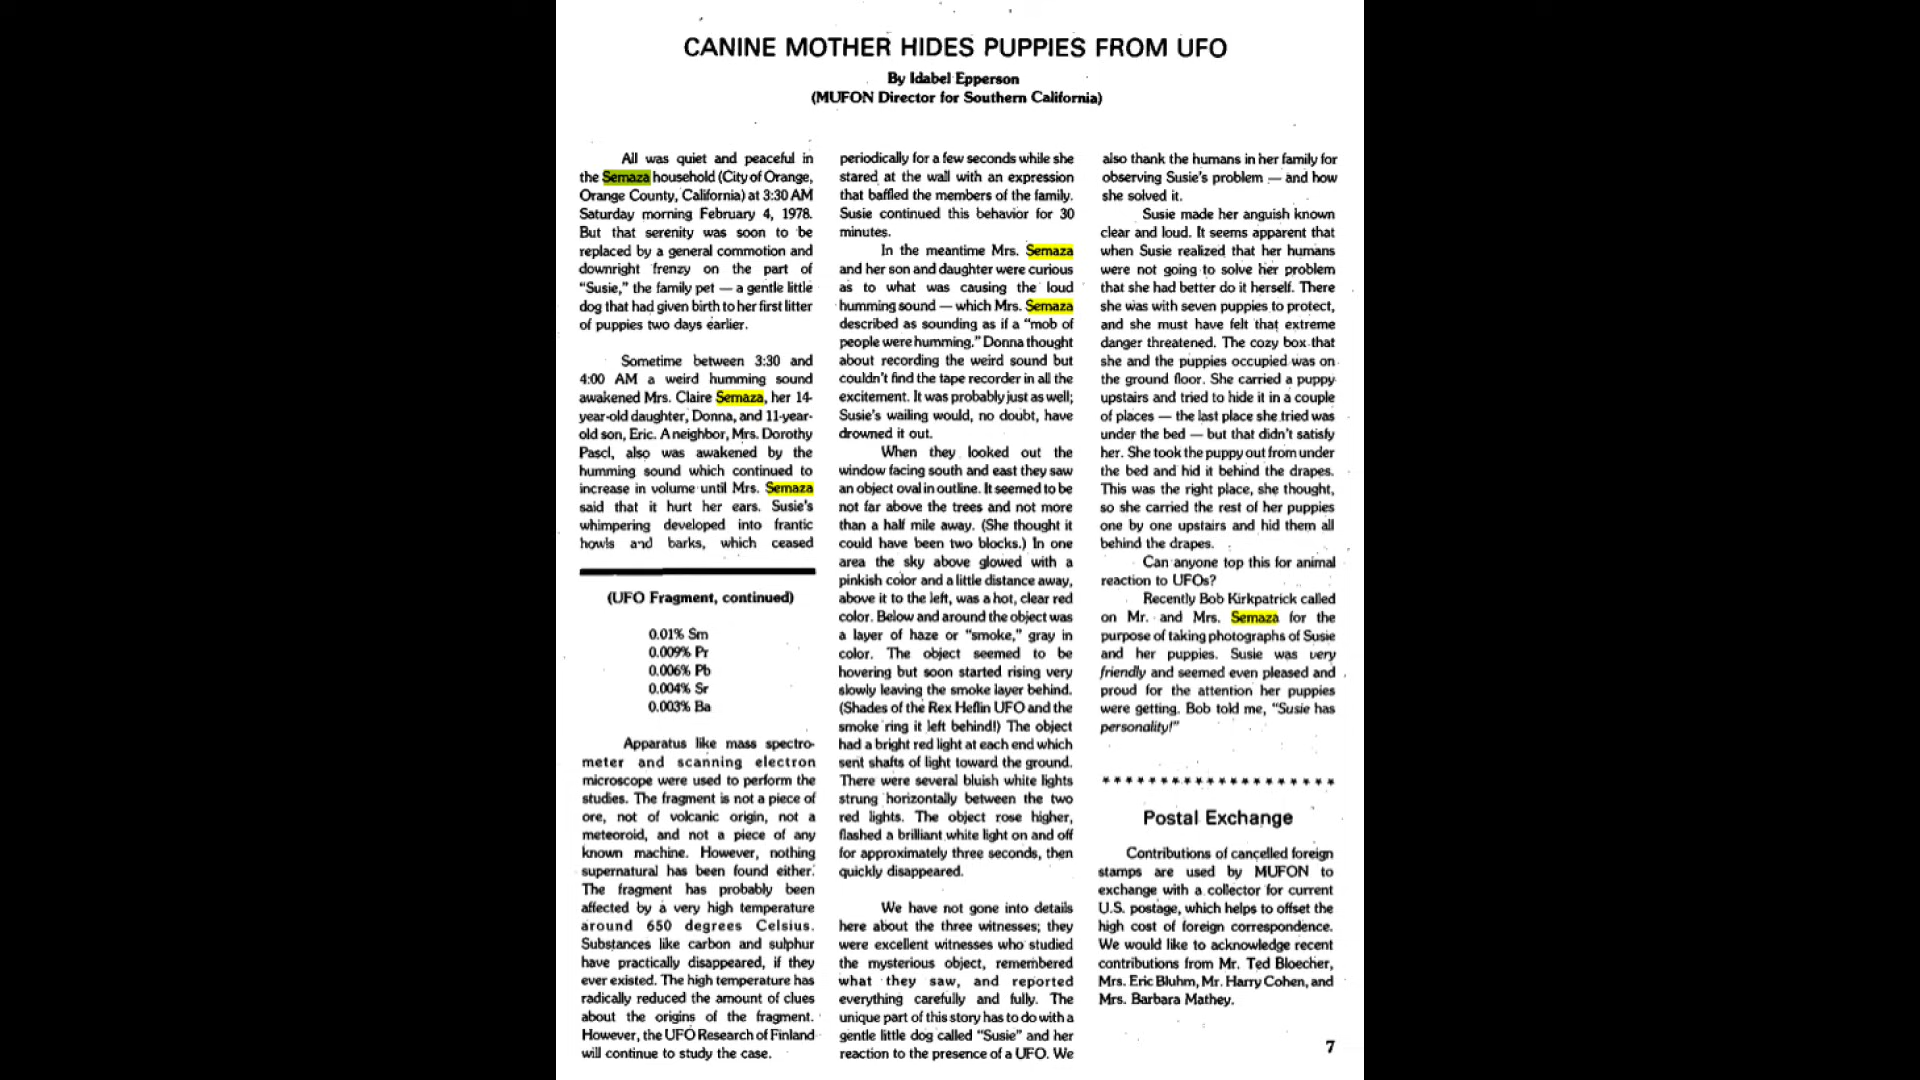 CANINE MOTHER HIDES PUPPIES FROM UFO
By Idabel Epperson
(MUFON Director for Southern California)
All was quiet and peaceful in
the Semaza household (City of Orange,
Orange County, California) at 3:30 AM
Saturday morning February 4, 1978.
But that serenity was soon to be
replaced by a general commotion and
downright frenzy on the part of
"Susie," the family pet — a gentle little
dog that had given birth to her first litter
of puppies two days earlier.
Sometime between 3:30 and
4:00 AM a weird humming sound
awakened Mrs. Claire Semaza, her 14-
year-old daughter, Donna, and 11-year-
old son, Eric. A neighbor, Mrs. Dorothy
Pascl, also was awakened by the
humming sound which continued to
increase in volume until Mrs. Semaza
said that it hurt her ears. Susie's
whimpering developed into frantic
howls and barks, which ceased
(UFO Fragment, continued)
0.01% Sm
0.009% Pr
0.006% Pb
0.004% Sr
0.003% Ba
Apparatus like mass spectro-
meter and scanning electron
microscope were used to perform the
studies. The fragment is not a piece of
ore, not of volcanic origin, not a
meteoroid, and not a piece of any
known machine. However, nothing
supernatural has been found either.
The fragment has probably been
affected by a very high temperature
around 650 degrees Celsius.
Substances like carbon and sulphur
have practically disappeared, if they
ever existed. The high temperature has
radically reduced the amount of clues
about the origins of the fragment.
However, the UFO Research of Finland
will continue to study the case.
periodically for a few seconds while she
stared at the wall with an expression
that baffled the members of the family.
Susie continued this behavior for 30
minutes.
In the meantime Mrs. Semaza
and her son and daughter were curious
as to what was causing the loud
humming sound — which Mrs. Semaza
described as sounding as if a "mob of
people were humming." Donna thought
about recording the weird sound but
couldn't find the tape recorder in all the
excitement. It was probably just as well;
Susie's wailing would, no doubt, have
drowned it out.
When they looked out the
window facing south and east they saw
an object oval in outline. It seemed to be
not far above the trees and not more
than a half mile away. (She thought it
could have been two blocks.) In one
area the sky above glowed with a
pinkish color and a little distance away,
above it to the left, was a hot, clear red
color. Below and around the object was
a layer of haze or "smoke," gray in
color. The object seemed to be
hovering but soon started rising very
slowly leaving the smoke layer behind.
(Shades of the Rex Heflin UFO and the
smoke ring it left behind!) The object
had a bright red light at each end which
sent shafts of light toward the ground.
There were several bluish white lights
strung horizontally between the two
red lights. The object rose higher,
flashed a brilliant white light on and off
for approximately three seconds, then
quickly disappeared.
We have not gone into details
here about the three witnesses; they
were excellent witnesses who studied
the mysterious object, remembered
what they saw, and reported
everything carefully and fully. The
unique part of this story has to do with a
gentle little dog called "Susie" and her
reaction to the presence of a UFO. We
also thank the humans in her family for
observing Susie's problem — and how
she solved it.
Susie made her anguish known
clear and loud. It seems apparent that
when Susie realized that her humans
were not going to solve her problem
that she had better do it herself. There
she was with seven puppies to protect,
and she must have felt that extreme
danger threatened. The cozy box that
she and the puppies occupied was on
the ground floor. She carried a puppy
upstairs and tried to hide it in a couple
of places — the last place she tried was
under the bed — but that didn't satisfy
her. She took the puppy out from under
the bed and hid it behind the drapes.
This was the right place, she thought,
so she carried the rest of her puppies
one by one upstairs and hid them all
behind the drapes.
Can anyone top this for animal
reaction to UFOs?
Recently Bob Kirkpatrick called
on Mr. and Mrs. Semaza for the
purpose of taking photographs of Susie
and her puppies. Susie was very
friendly and seemed even pleased and
proud for the attention her puppies
were getting. Bob told me, "Susie has
personality!"
* * * * * * * * * * * * * * * * * * * *
Postal Exchange
Contributions of cancelled foreign
stamps are used by MUFON to
exchange with a collector for current
U.S. postage, which helps to offset the
high cost of foreign correspondence.
We would like to acknowledge recent
contributions from Mr. Ted Bloecher,
Mrs. Eric Bluhm, Mr. Harry Cohen, and
Mrs. Barbara Mathey.
7